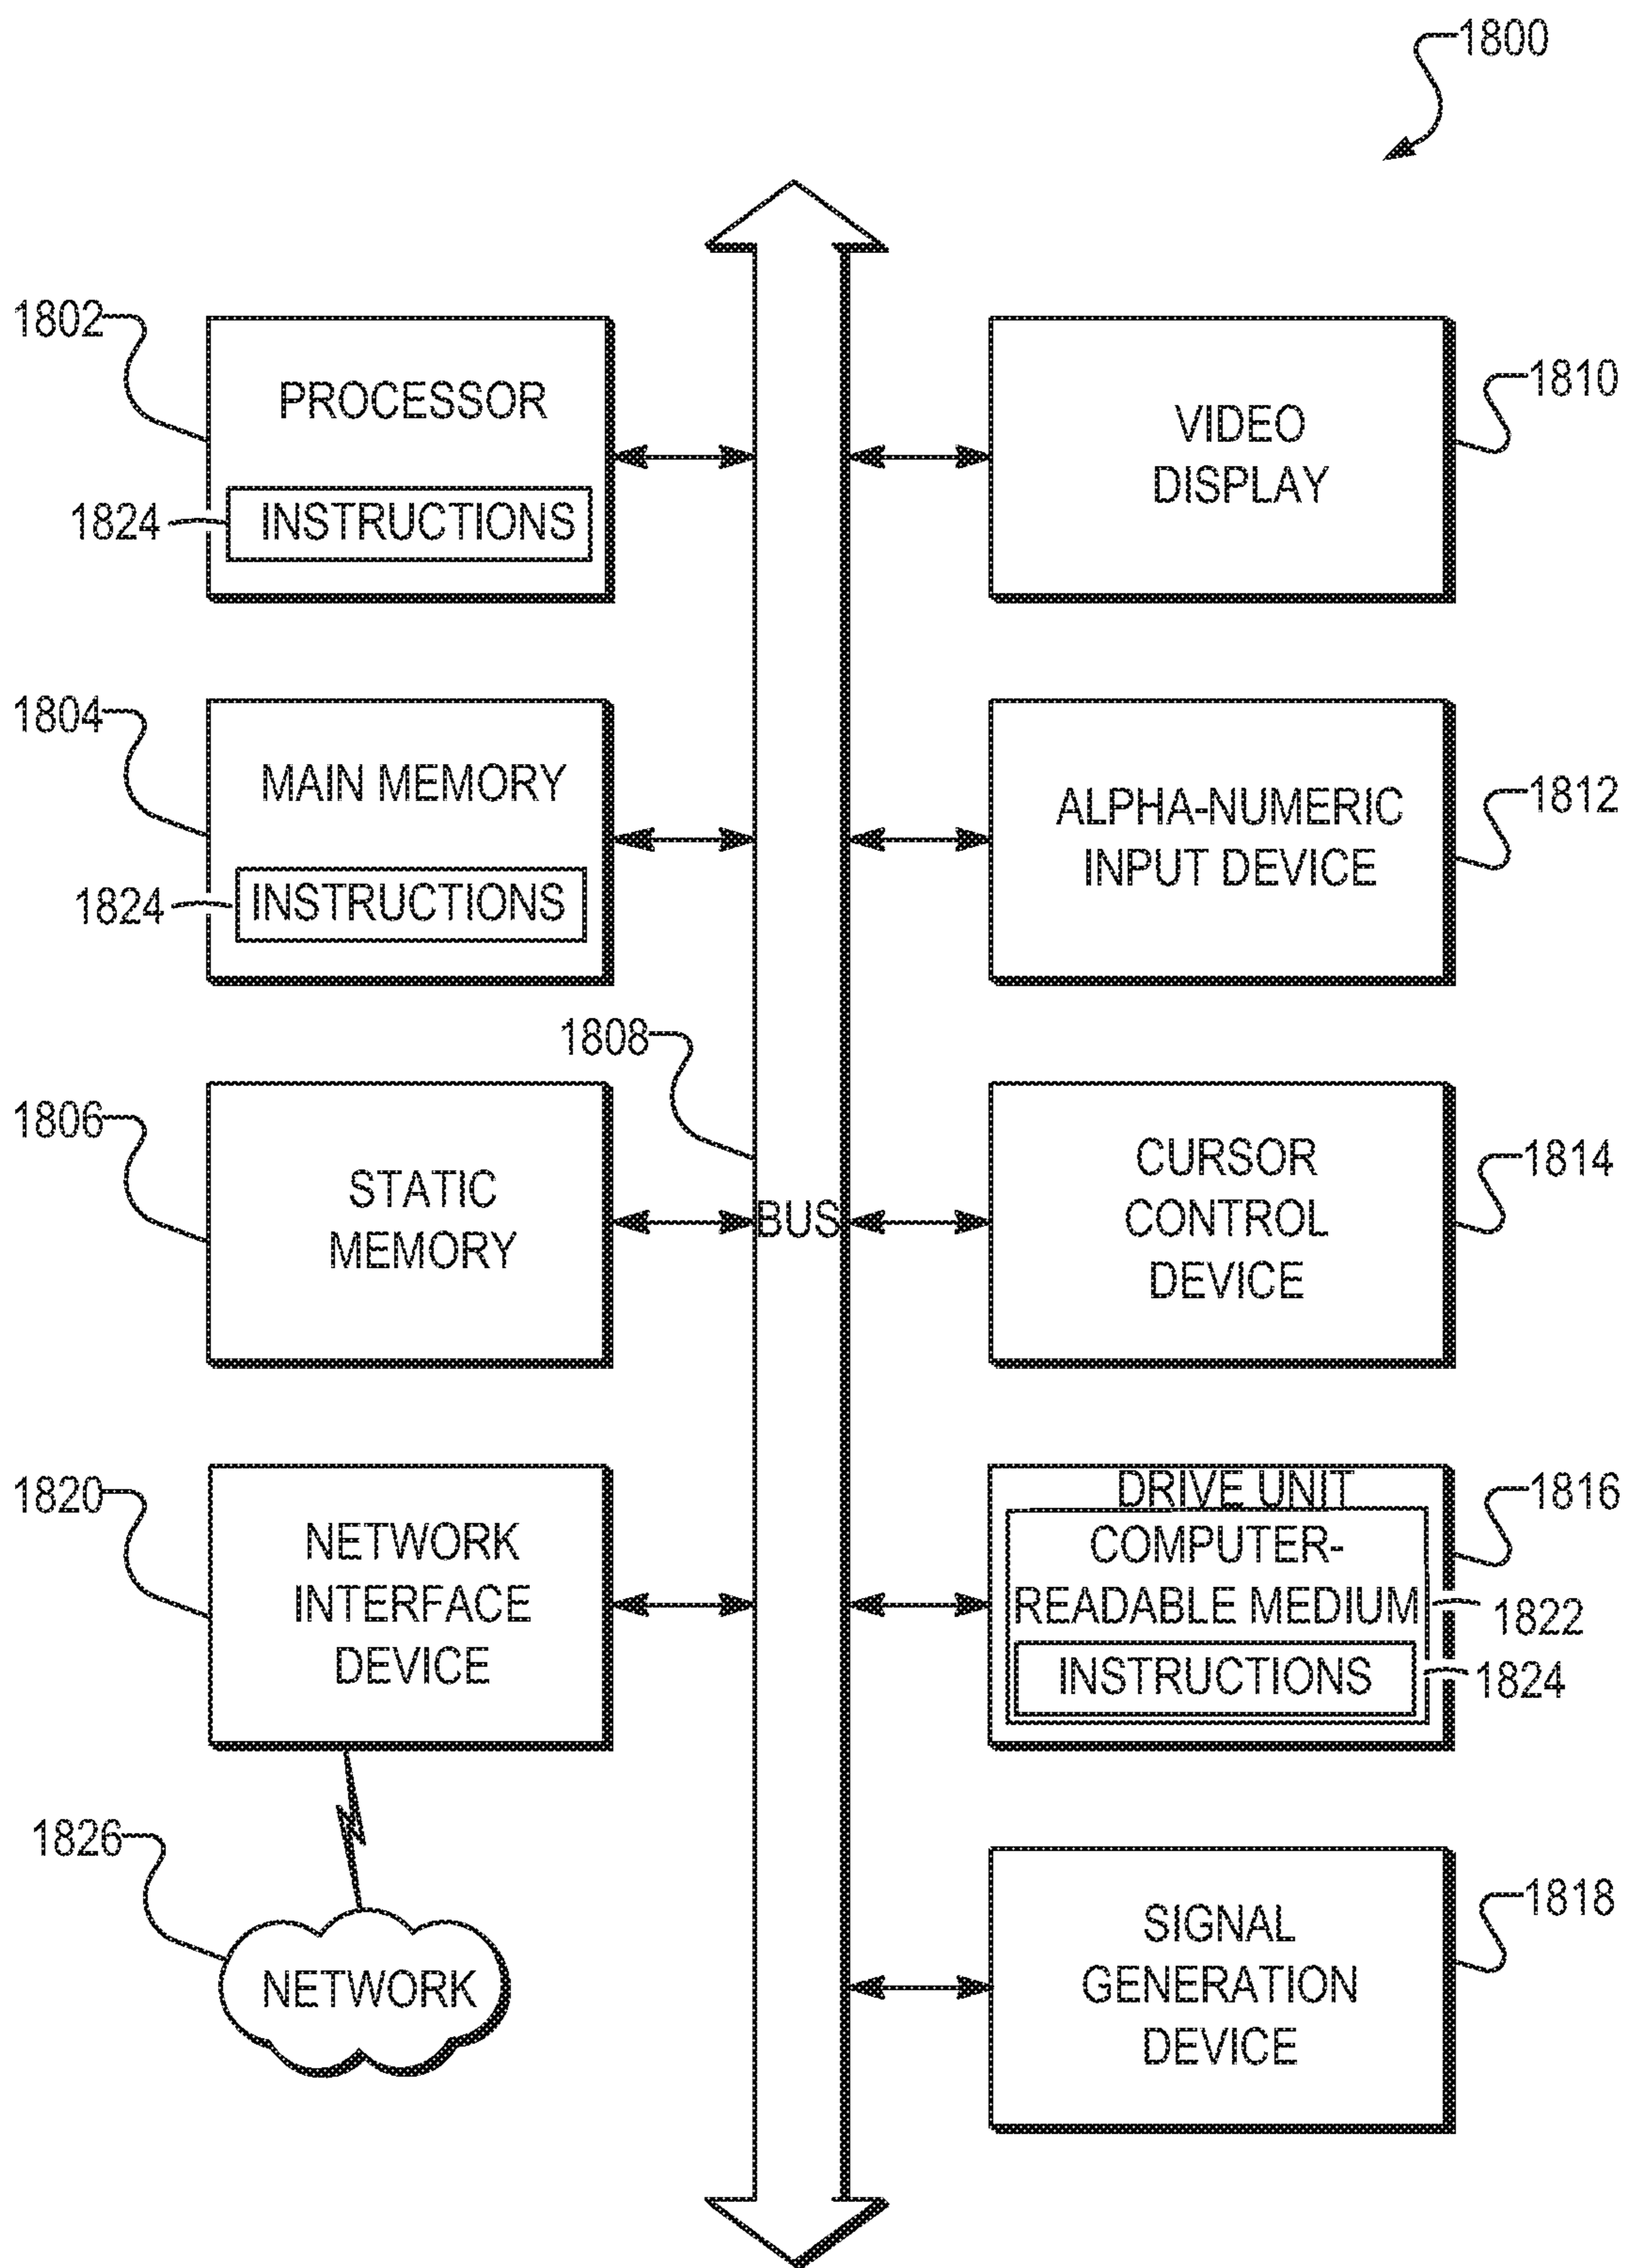 1800
1802
PROCESSOR
1824
INSTRUCTIONS
1804
MAIN MEMORY
1824
INSTRUCTIONS
1806
STATIC
MEMORY
1820
NETWORK
INTERFACE
DEVICE
1826
NETWORK
1808
BUS
VIDEO
DISPLAY
1810
ALPHA-NUMERIC
INPUT DEVICE
1812
CURSOR
CONTROL
DEVICE
1814
DRIVE UNIT
1816
COMPUTER-
READABLE MEDIUM
1822
INSTRUCTIONS
1824
SIGNAL
GENERATION
DEVICE
1818